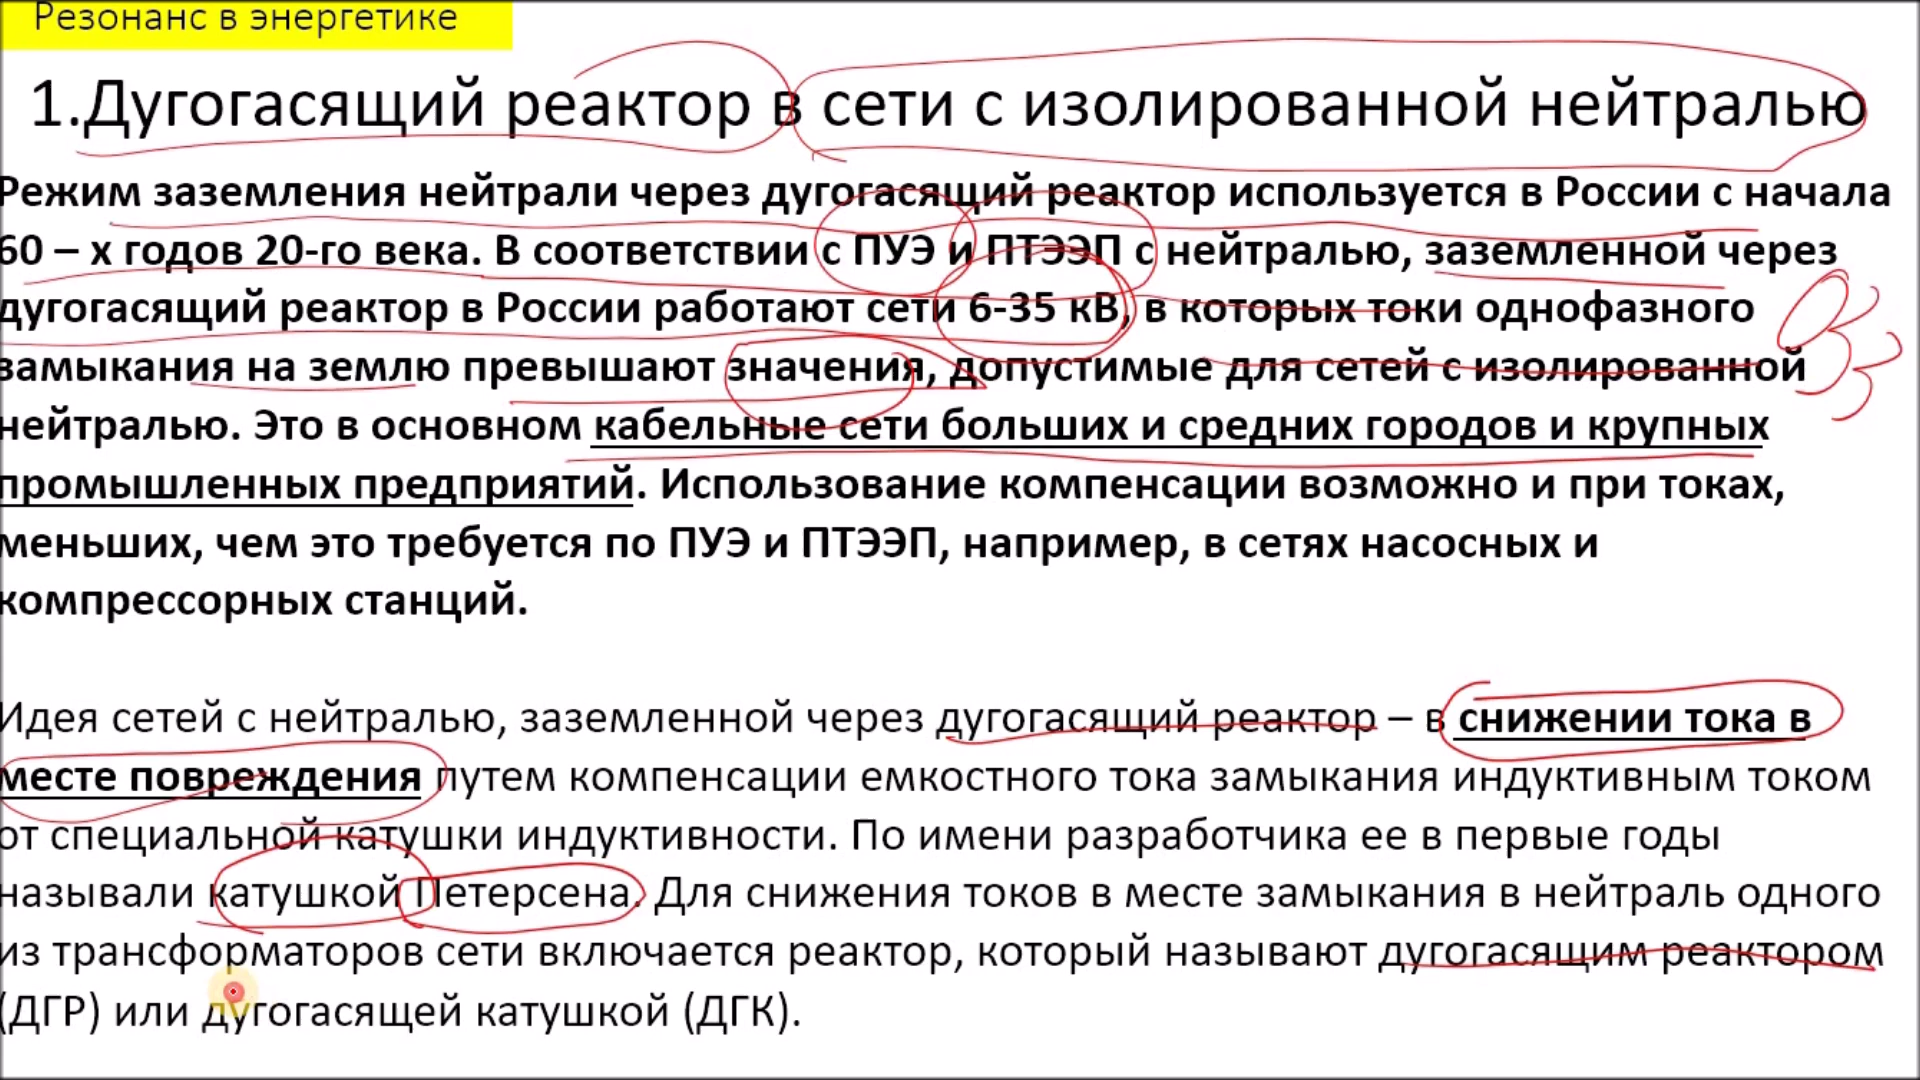 Резонанс в энергетике
1.Дугогасящий реактор в сети с изолированной нейтралью
Режим заземления нейтрали через дугогасящий реактор используется в России с начала
60 – х годов 20-го века. В соответствии с ПУЭ и ПТЭЭП с нейтралью, заземленной через
дугогасящий реактор в России работают сети 6-35 кВ, в которых токи однофазного
замыкания на землю превышают значения, допустимые для сетей с изолированной
нейтралью. Это в основном кабельные сети больших и средних городов и крупных
промышленных предприятий. Использование компенсации возможно и при токах,
меньших, чем это требуется по ПУЭ и ПТЭЭП, например, в сетях насосных и
компрессорных станций.
Идея сетей с нейтралью, заземленной через дугогасящий реактор – в снижении тока в
месте повреждения путем компенсации емкостного тока замыкания индуктивным током
от специальной катушки индуктивности. По имени разработчика ее в первые годы
называли катушкой Петерсена. Для снижения токов в месте замыкания в нейтраль одного
из трансформаторов сети включается реактор, который называют дугогасящим реактором
(ДГР) или дугогасящей катушкой (ДГК).